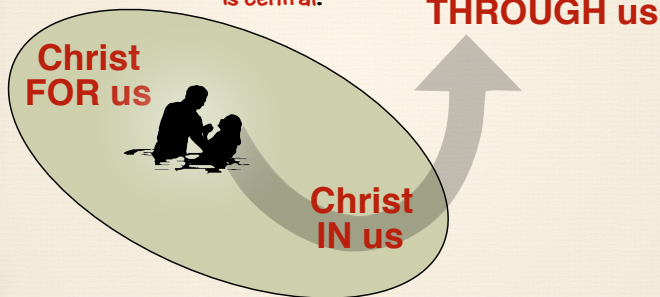 is central.
THROUGH us
Christ
FOR us
Christ
IN us